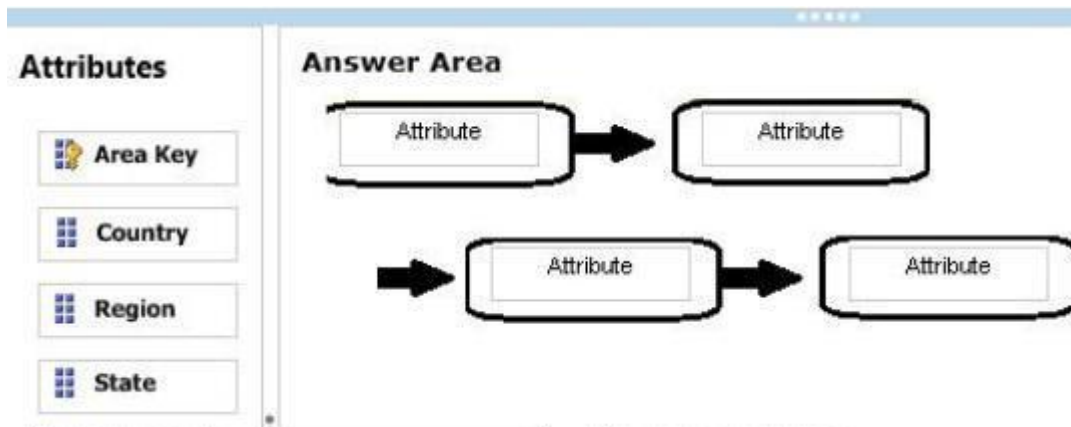 Attributes
Answer Area
Area Key
Country
Region
State
Attribute
Attribute
Attribute
Attribute